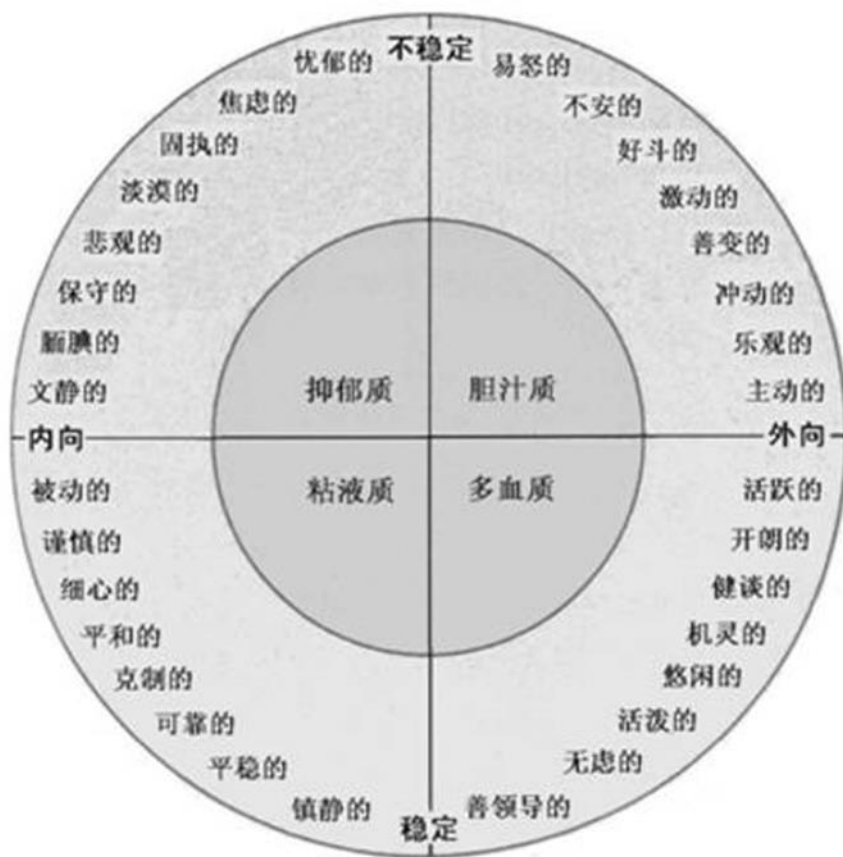 不稳定
忧郁的
焦虑的
固执的
淡漠的
悲观的
保守的
腼腆的
文静的
易怒的
不安的
好斗的
激动的
善变的
冲动的
乐观的
主动的
抑郁质
胆汁质
内向
外向
粘液质
多血质
被动的
谨慎的
细心的
平和的
克制的
可靠的
平稳的
镇静的
活跃的
开朗的
健谈的
机灵的
悠闲的
活泼的
无虑的
善领导的
稳定